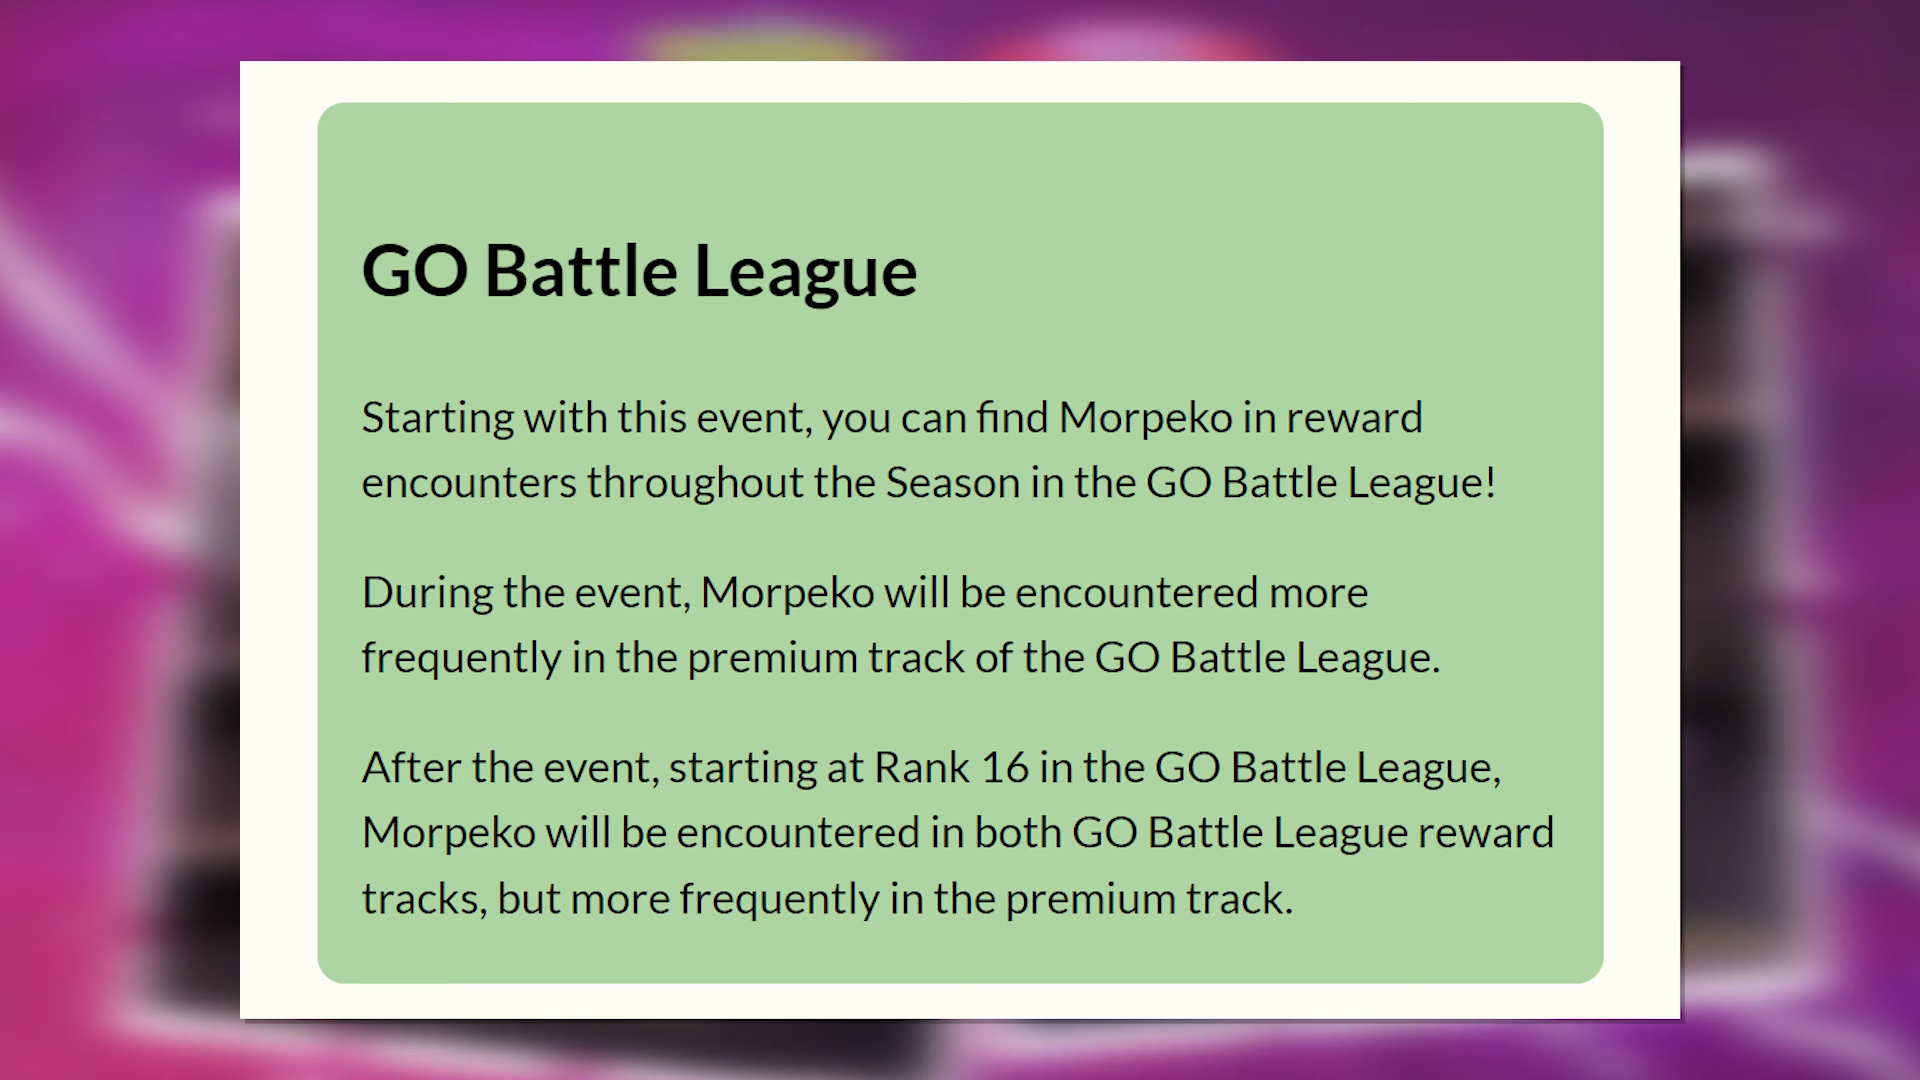 GO Battle League
Starting with this event, you can find Morpeko in reward
encounters throughout the Season in the GO Battle League!
During the event, Morpeko will be encountered more
frequently in the premium track of the GO Battle League.
After the event, starting at Rank 16 in the GO Battle League,
Morpeko will be encountered in both GO Battle League reward
tracks, but more frequently in the premium track.